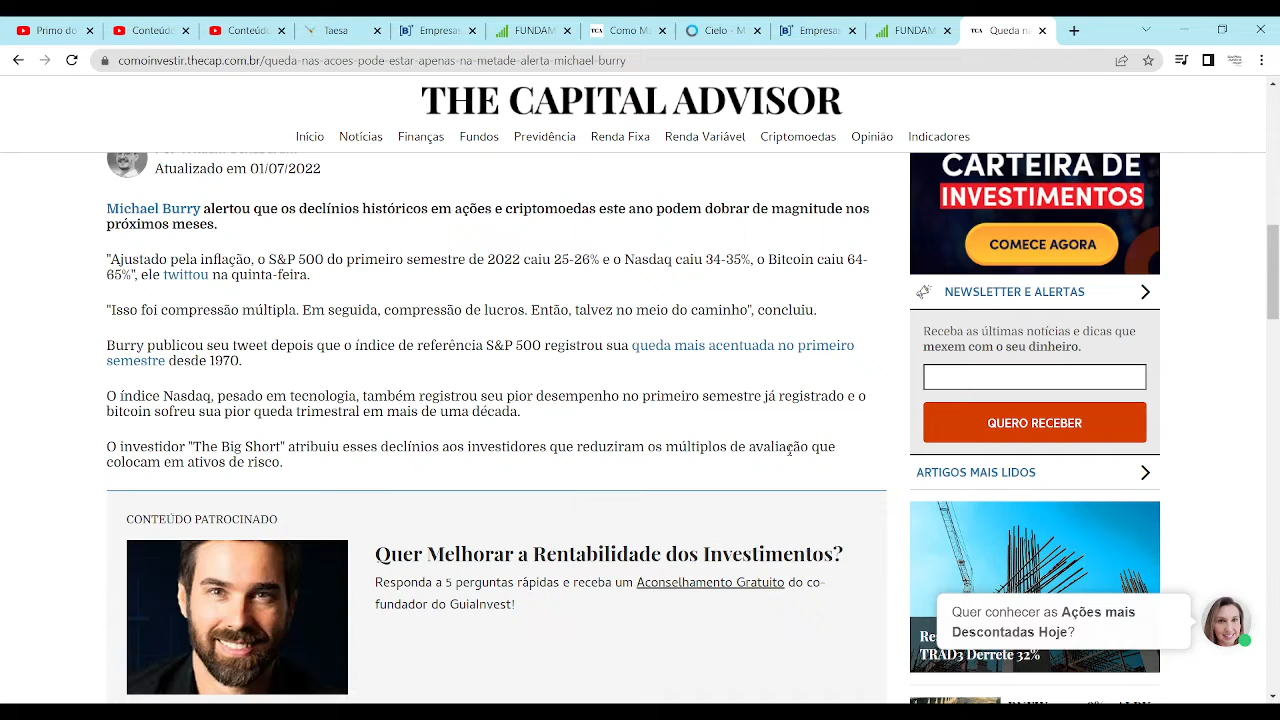 Primo do
Conteúdo
Conteúdo
Taesa
Empresas
FUNDAM
Como Mu
Cielo - M
Empresas
FUNDAM
Queda na
comoinvestir.thecap.com.br/queda-nas-acoes-pode-estar-apenas-na-metade-alerta-michael-burry
THE CAPITAL ADVISOR
Início Notícias Finanças Fundos Previdência Renda Fixa Renda Variável Criptomoedas Opinião Indicadores
Atualizado em 01/07/2022
Michael Burry alertou que os declínios históricos em ações e criptomoedas este ano podem dobrar de magnitude nos
próximos meses.
"Ajustado pela inflação, o S&P 500 do primeiro semestre de 2022 caiu 25-26% e o Nasdaq caiu 34-35%, o Bitcoin caiu 64-
65%", ele twittou na quinta-feira.
"Isso foi compressão múltipla. Em seguida, compressão de lucros. Então, talvez no meio do caminho", concluiu.
Burry publicou seu tweet depois que o índice de referência S&P 500 registrou sua queda mais acentuada no primeiro
semestre desde 1970.
O índice Nasdaq, pesado em tecnologia, também registrou seu pior desempenho no primeiro semestre já registrado e o
bitcoin sofreu sua pior queda trimestral em mais de uma década.
O investidor "The Big Short" atribuiu esses declínios aos investidores que reduziram os múltiplos de avaliação que
colocam em ativos de risco.
CONTEÚDO PATROCINADO
Quer Melhorar a Rentabilidade dos Investimentos?
Responda a 5 perguntas rápidas e receba um Aconselhamento Gratuito do co-
fundador do GuiaInvest!
CARTEIRA DE
INVESTIMENTOS
COMECE AGORA
NEWSLETTER E ALERTAS
Receba as últimas notícias e dicas que
mexem com o seu dinheiro.
QUERO RECEBER
ARTIGOS MAIS LIDOS
Quer conhecer as Ações mais
Descontadas Hoje?
TRAD3 Derrete 32%